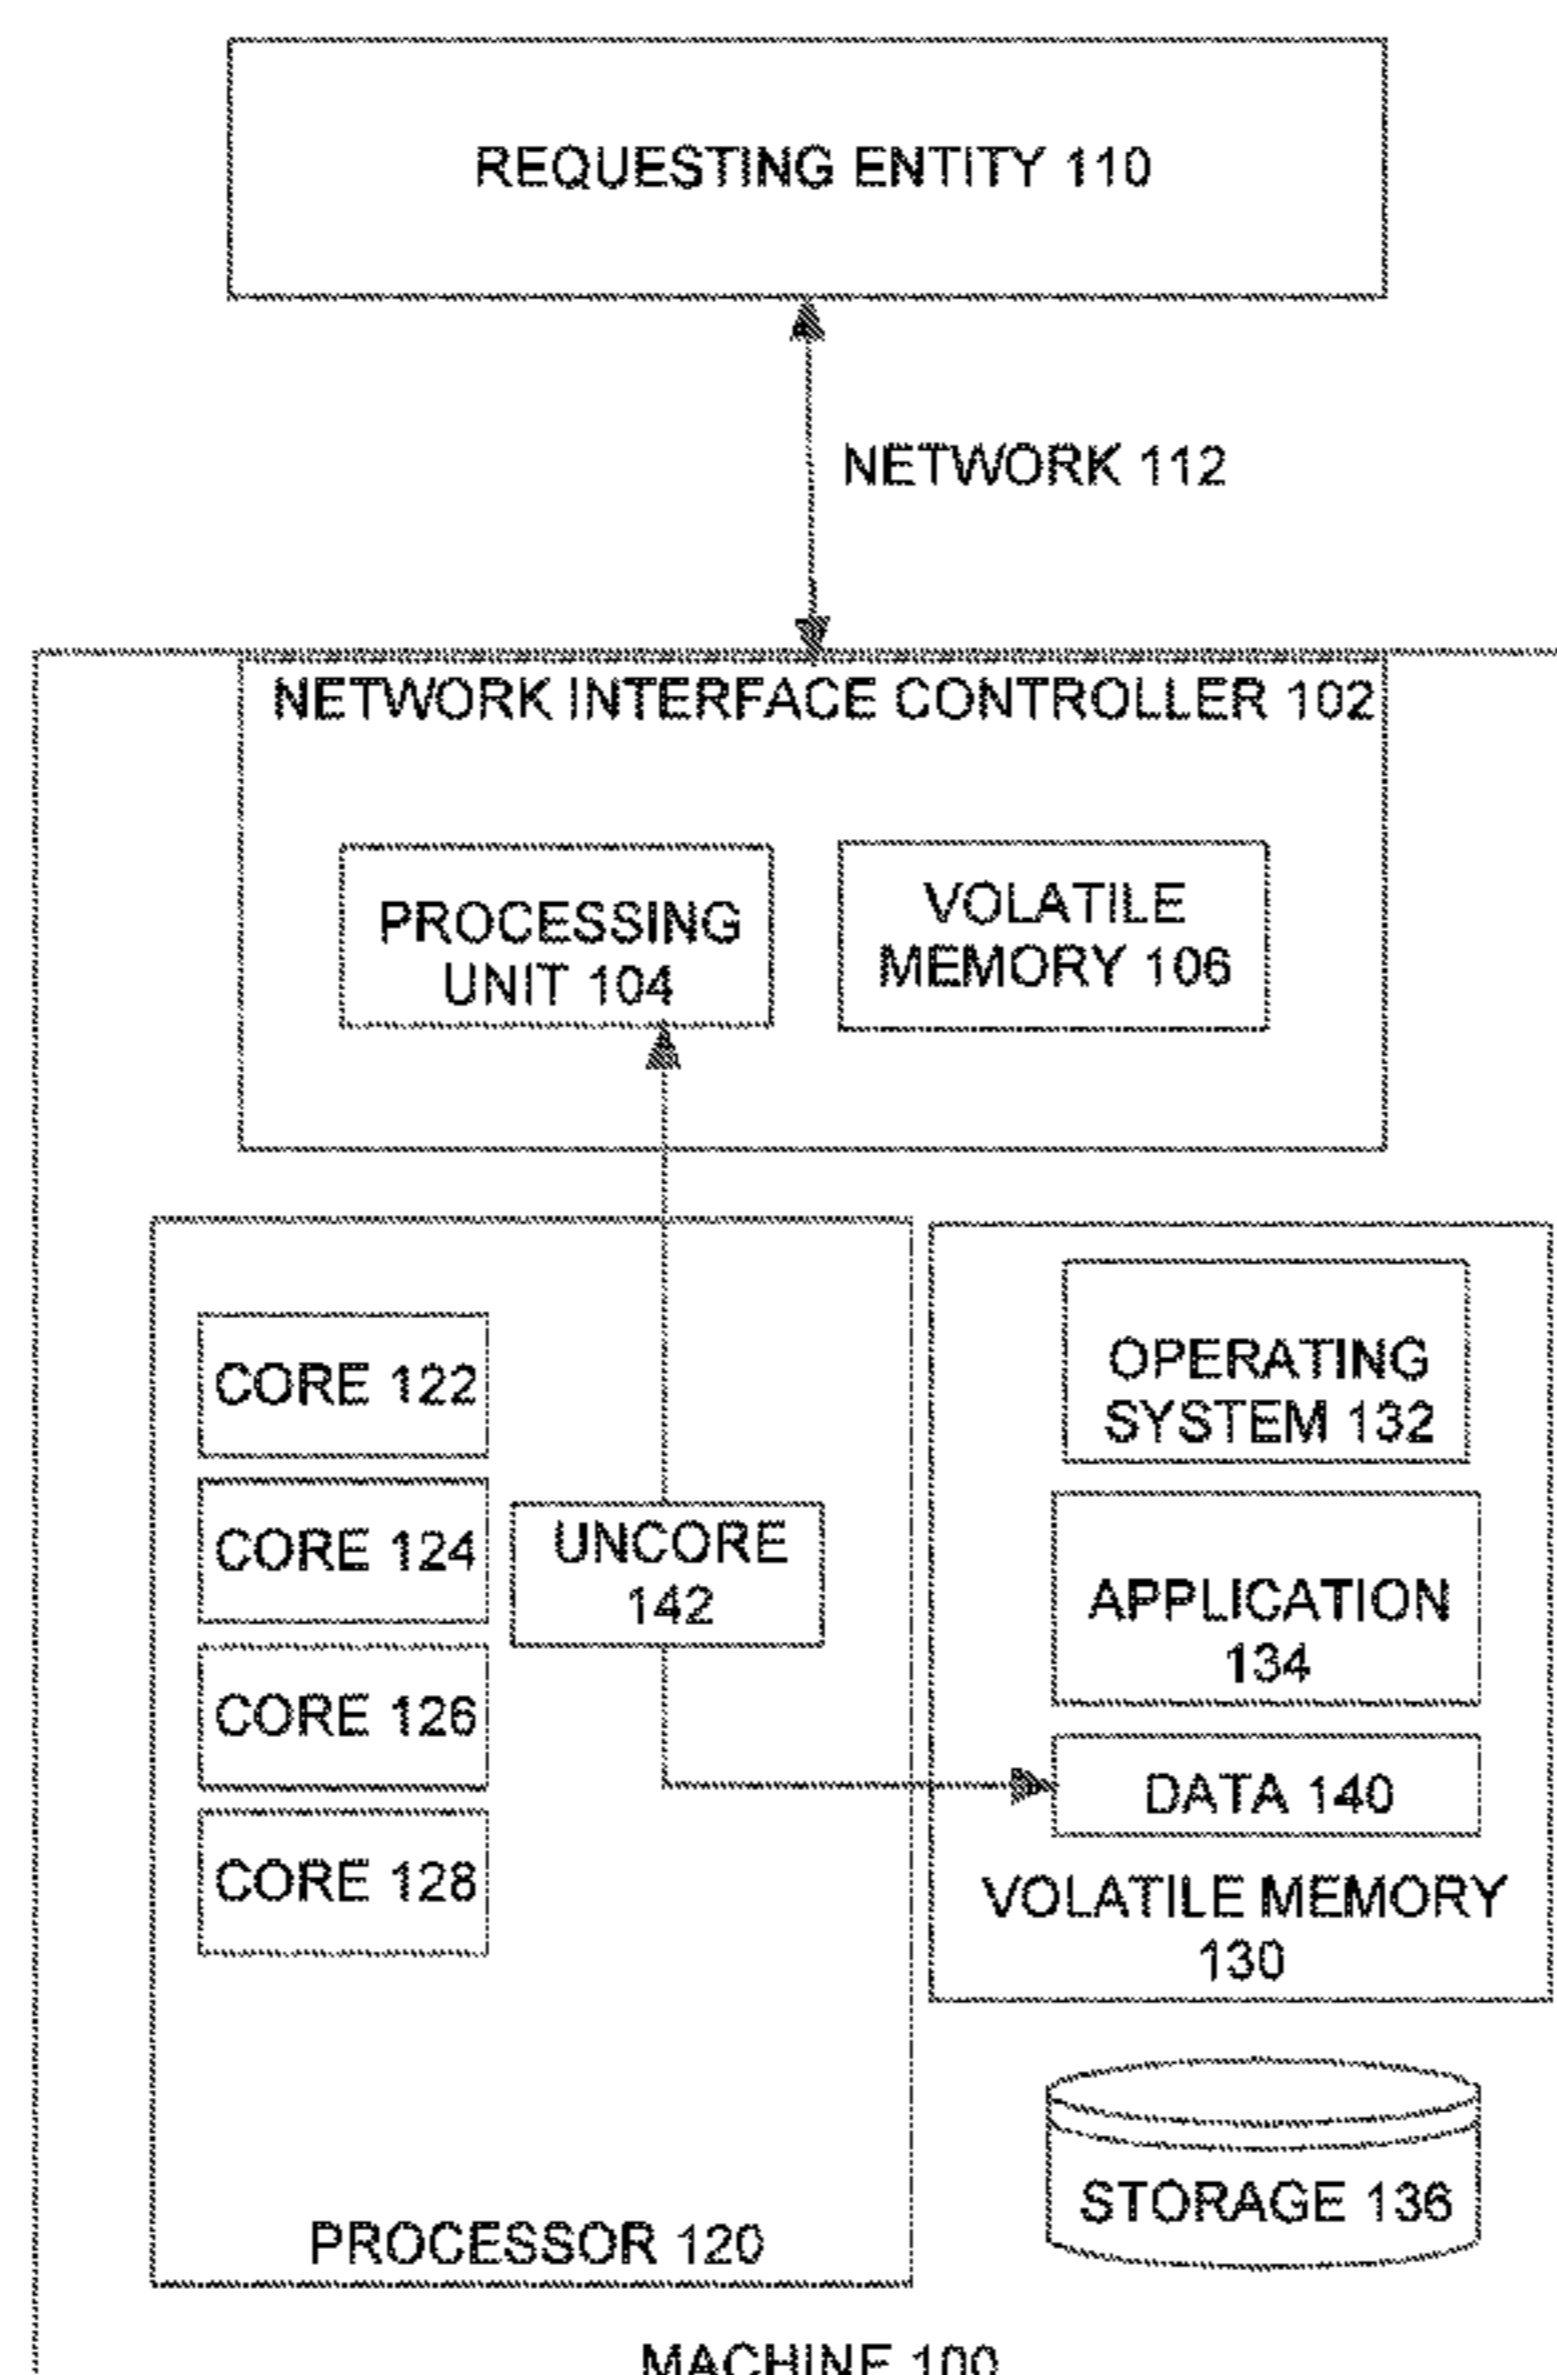 REQUESTING ENTITY 110
NETWORK 112
NETWORK INTERFACE CONTROLLER 102
PROCESSING
UNIT 104
VOLATILE
MEMORY 106
CORE 122
CORE 124
CORE 126
CORE 128
UNCORE
142
PROCESSOR 120
OPERATING
SYSTEM 132
APPLICATION
134
DATA 140
VOLATILE MEMORY
130
STORAGE 136
MACHINE 100